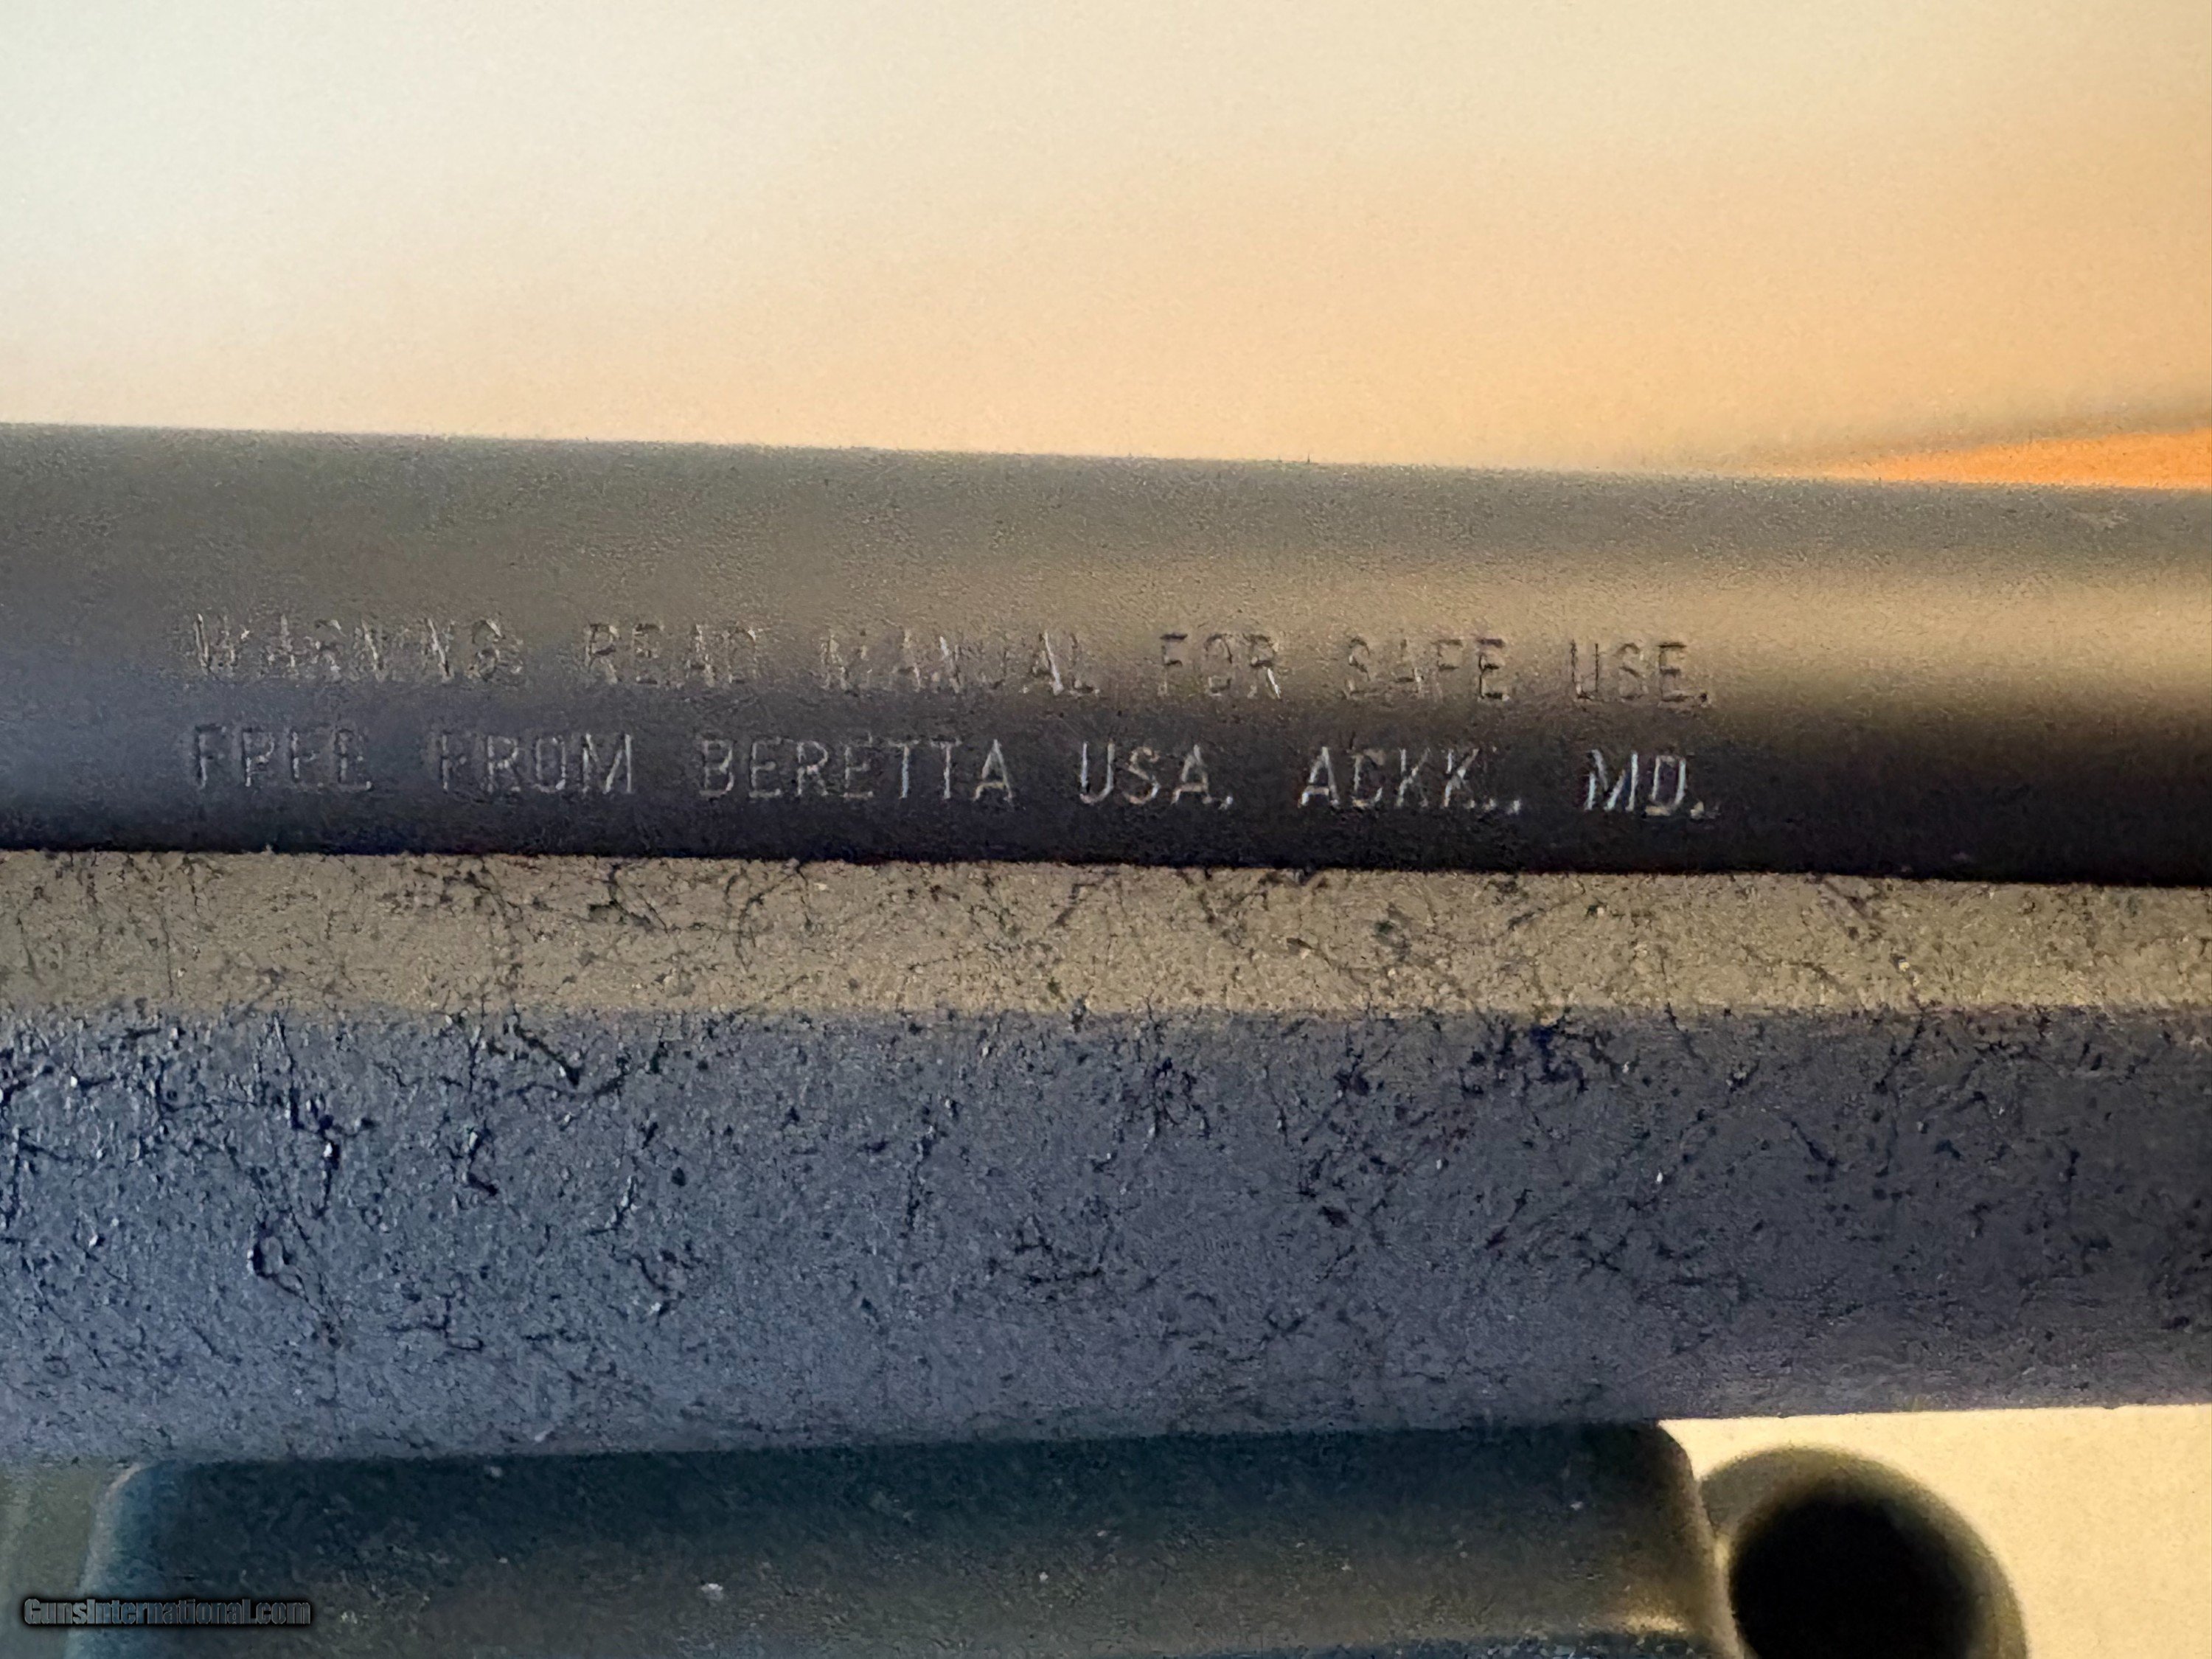 WARNING: READ MANUAL FOR SAFE USE.
FREE FROM BERETTA USA, ACKK., MD.
GunsInternational.com